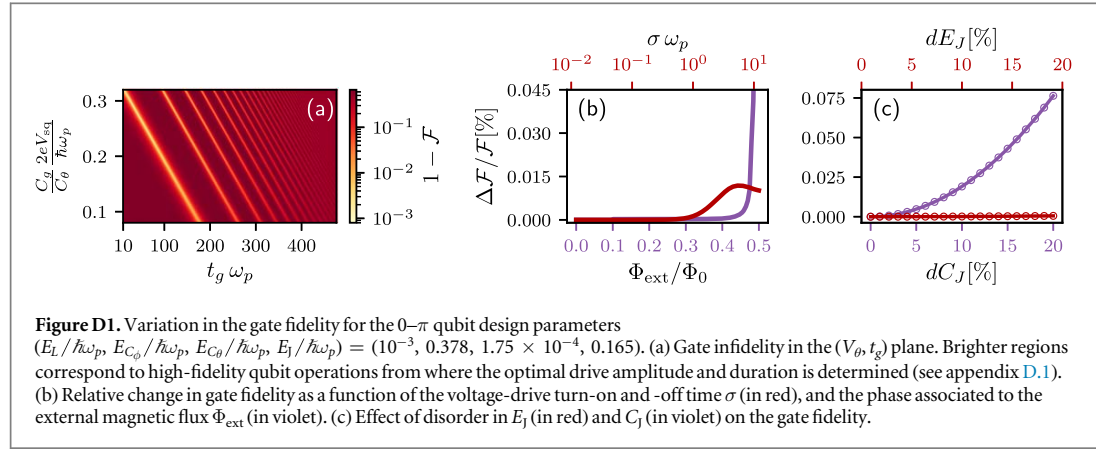 σ ω_p
10^{-2} 10^{-1} 10^0 10^1
dE_J[%]
0 5 10 15 20
C_g/C_θ 2eV_sq/ħω_p
0.3
0.2
0.1
(a)
10 100 200 300 400
t_g ω_p
10^{-1}
10^{-2}
10^{-3}
1 − F
ΔF/F[%]
0.045
0.030
0.015
0.000
(b)
0.0 0.1 0.2 0.3 0.4 0.5
Φ_ext/Φ_0
0.075
0.050
0.025
0.000
(c)
0 5 10 15 20
dC_J[%]
Figure D1. Variation in the gate fidelity for the 0–π qubit design parameters
(E_L/ħω_p, E_{C_ϕ}/ħω_p, E_{Cθ}/ħω_p, E_J/ħω_p) = (10^{-3}, 0.378, 1.75 × 10^{-4}, 0.165). (a) Gate infidelity in the (V_θ, t_g) plane. Brighter regions
correspond to high-fidelity qubit operations from where the optimal drive amplitude and duration is determined (see appendix D.1).
(b) Relative change in gate fidelity as a function of the voltage-drive turn-on and -off time σ (in red), and the phase associated to the
external magnetic flux Φ_ext (in violet). (c) Effect of disorder in E_J (in red) and C_J (in violet) on the gate fidelity.